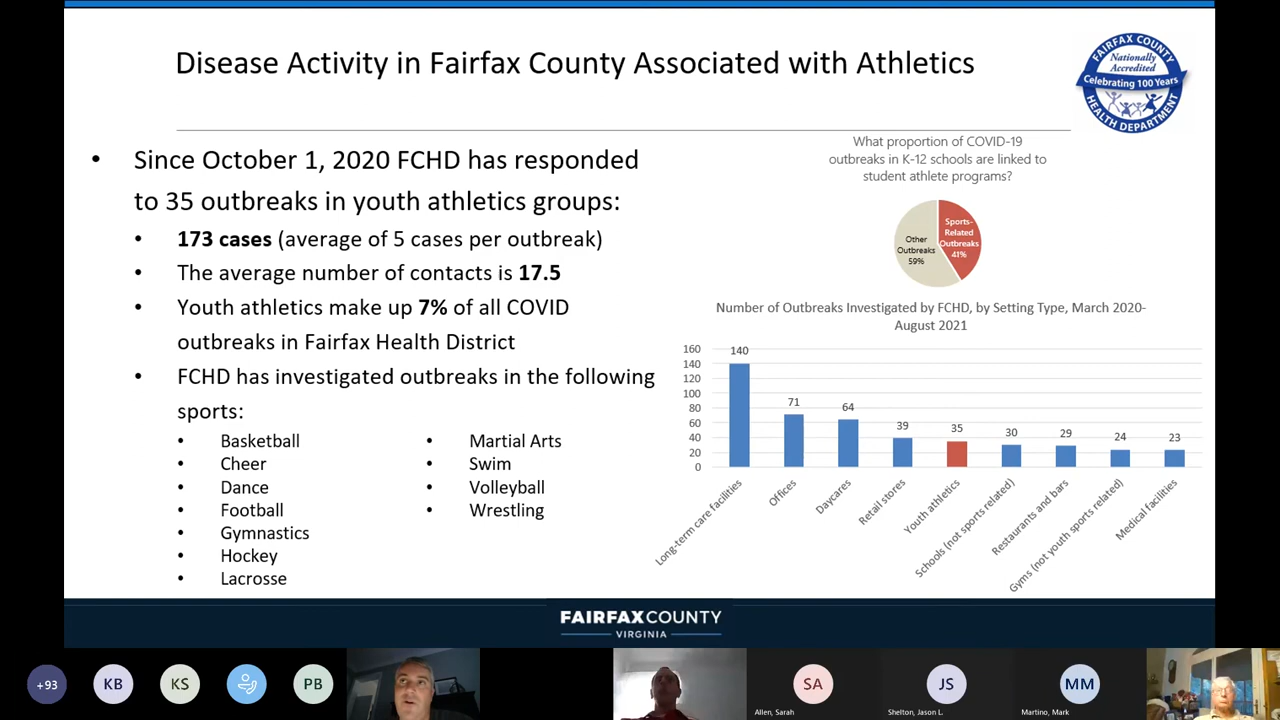 Disease Activity in Fairfax County Associated with Athletics
FAIRFAX COUNTY
Nationally
Accredited
Celebrating 100 Years
HEALTH DEPARTMENT
• Since October 1, 2020 FCHD has responded
to 35 outbreaks in youth athletics groups:
• 173 cases (average of 5 cases per outbreak)
• The average number of contacts is 17.5
• Youth athletics make up 7% of all COVID
outbreaks in Fairfax Health District
• FCHD has investigated outbreaks in the following
sports:
• Basketball
• Cheer
• Dance
• Football
• Gymnastics
• Hockey
• Lacrosse
• Martial Arts
• Swim
• Volleyball
• Wrestling
What proportion of COVID-19
outbreaks in K-12 schools are linked to
student athlete programs?
Other
Outbreaks
59%
Sports-
Related
Outbreaks
41%
Number of Outbreaks Investigated by FCHD, by Setting Type, March 2020-
August 2021
160
140
120
100
80
60
40
20
0
140
71
64
39
35
30
29
24
23
Long-term care facilities
Offices
Daycares
Retail stores
Youth athletics
Schools (not sports related)
Restaurants and bars
Gyms (not youth sports related)
Medical facilities
FAIRFAX COUNTY
VIRGINIA
+93
KB
KS
PB
SA
Allen, Sarah
JS
Shelton, Jason L.
MM
Martino, Mark